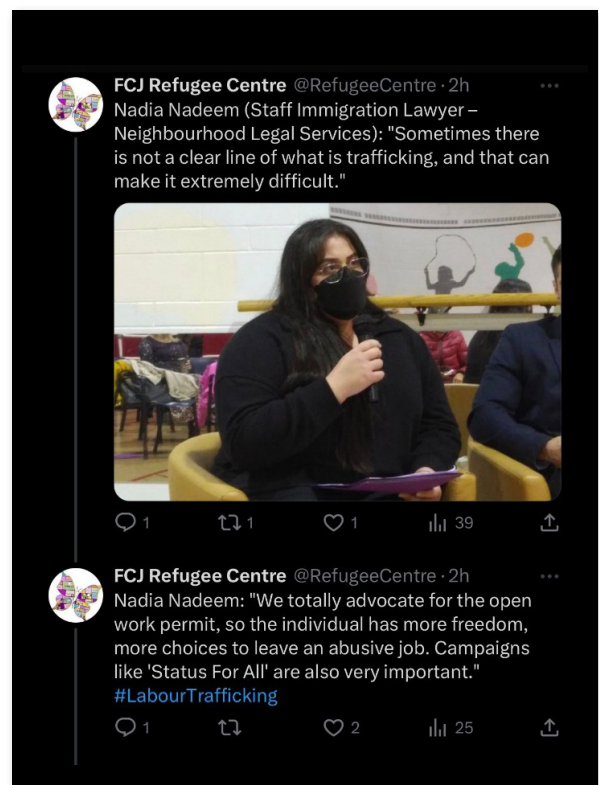 FCJ Refugee Centre @RefugeeCentre · 2h
Nadia Nadeem (Staff Immigration Lawyer –
Neighbourhood Legal Services): "Sometimes there
is not a clear line of what is trafficking, and that can
make it extremely difficult."
1 1 1 39
FCJ Refugee Centre @RefugeeCentre · 2h
Nadia Nadeem: "We totally advocate for the open
work permit, so the individual has more freedom,
more choices to leave an abusive job. Campaigns
like 'Status For All' are also very important."
#LabourTrafficking
1 2 25